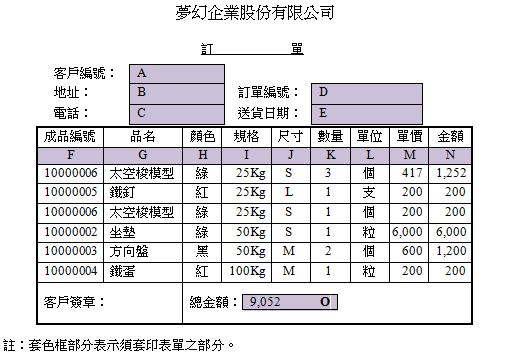 夢幻企業股份有限公司
訂 單
客戶編號： A
地址： B 訂單編號： D
電話： C 送貨日期： E
成品編號 品名 顏色 規格 尺寸 數量 單位 單價 金額
F G H I J K L M N
10000006 太空梭模型 綠 25Kg S 3 個 417 1,252
10000005 鐵釘 紅 25Kg L 1 支 200 200
10000006 太空梭模型 綠 25Kg S 1 個 200 200
10000002 坐墊 綠 50Kg S 1 粒 6,000 6,000
10000003 方向盤 黑 50Kg M 2 個 600 1,200
10000004 鐵蛋 紅 100Kg M 1 粒 200 200
客戶簽章： 總金額： 9,052 O
註：套色框部分表示須套印表單之部分。